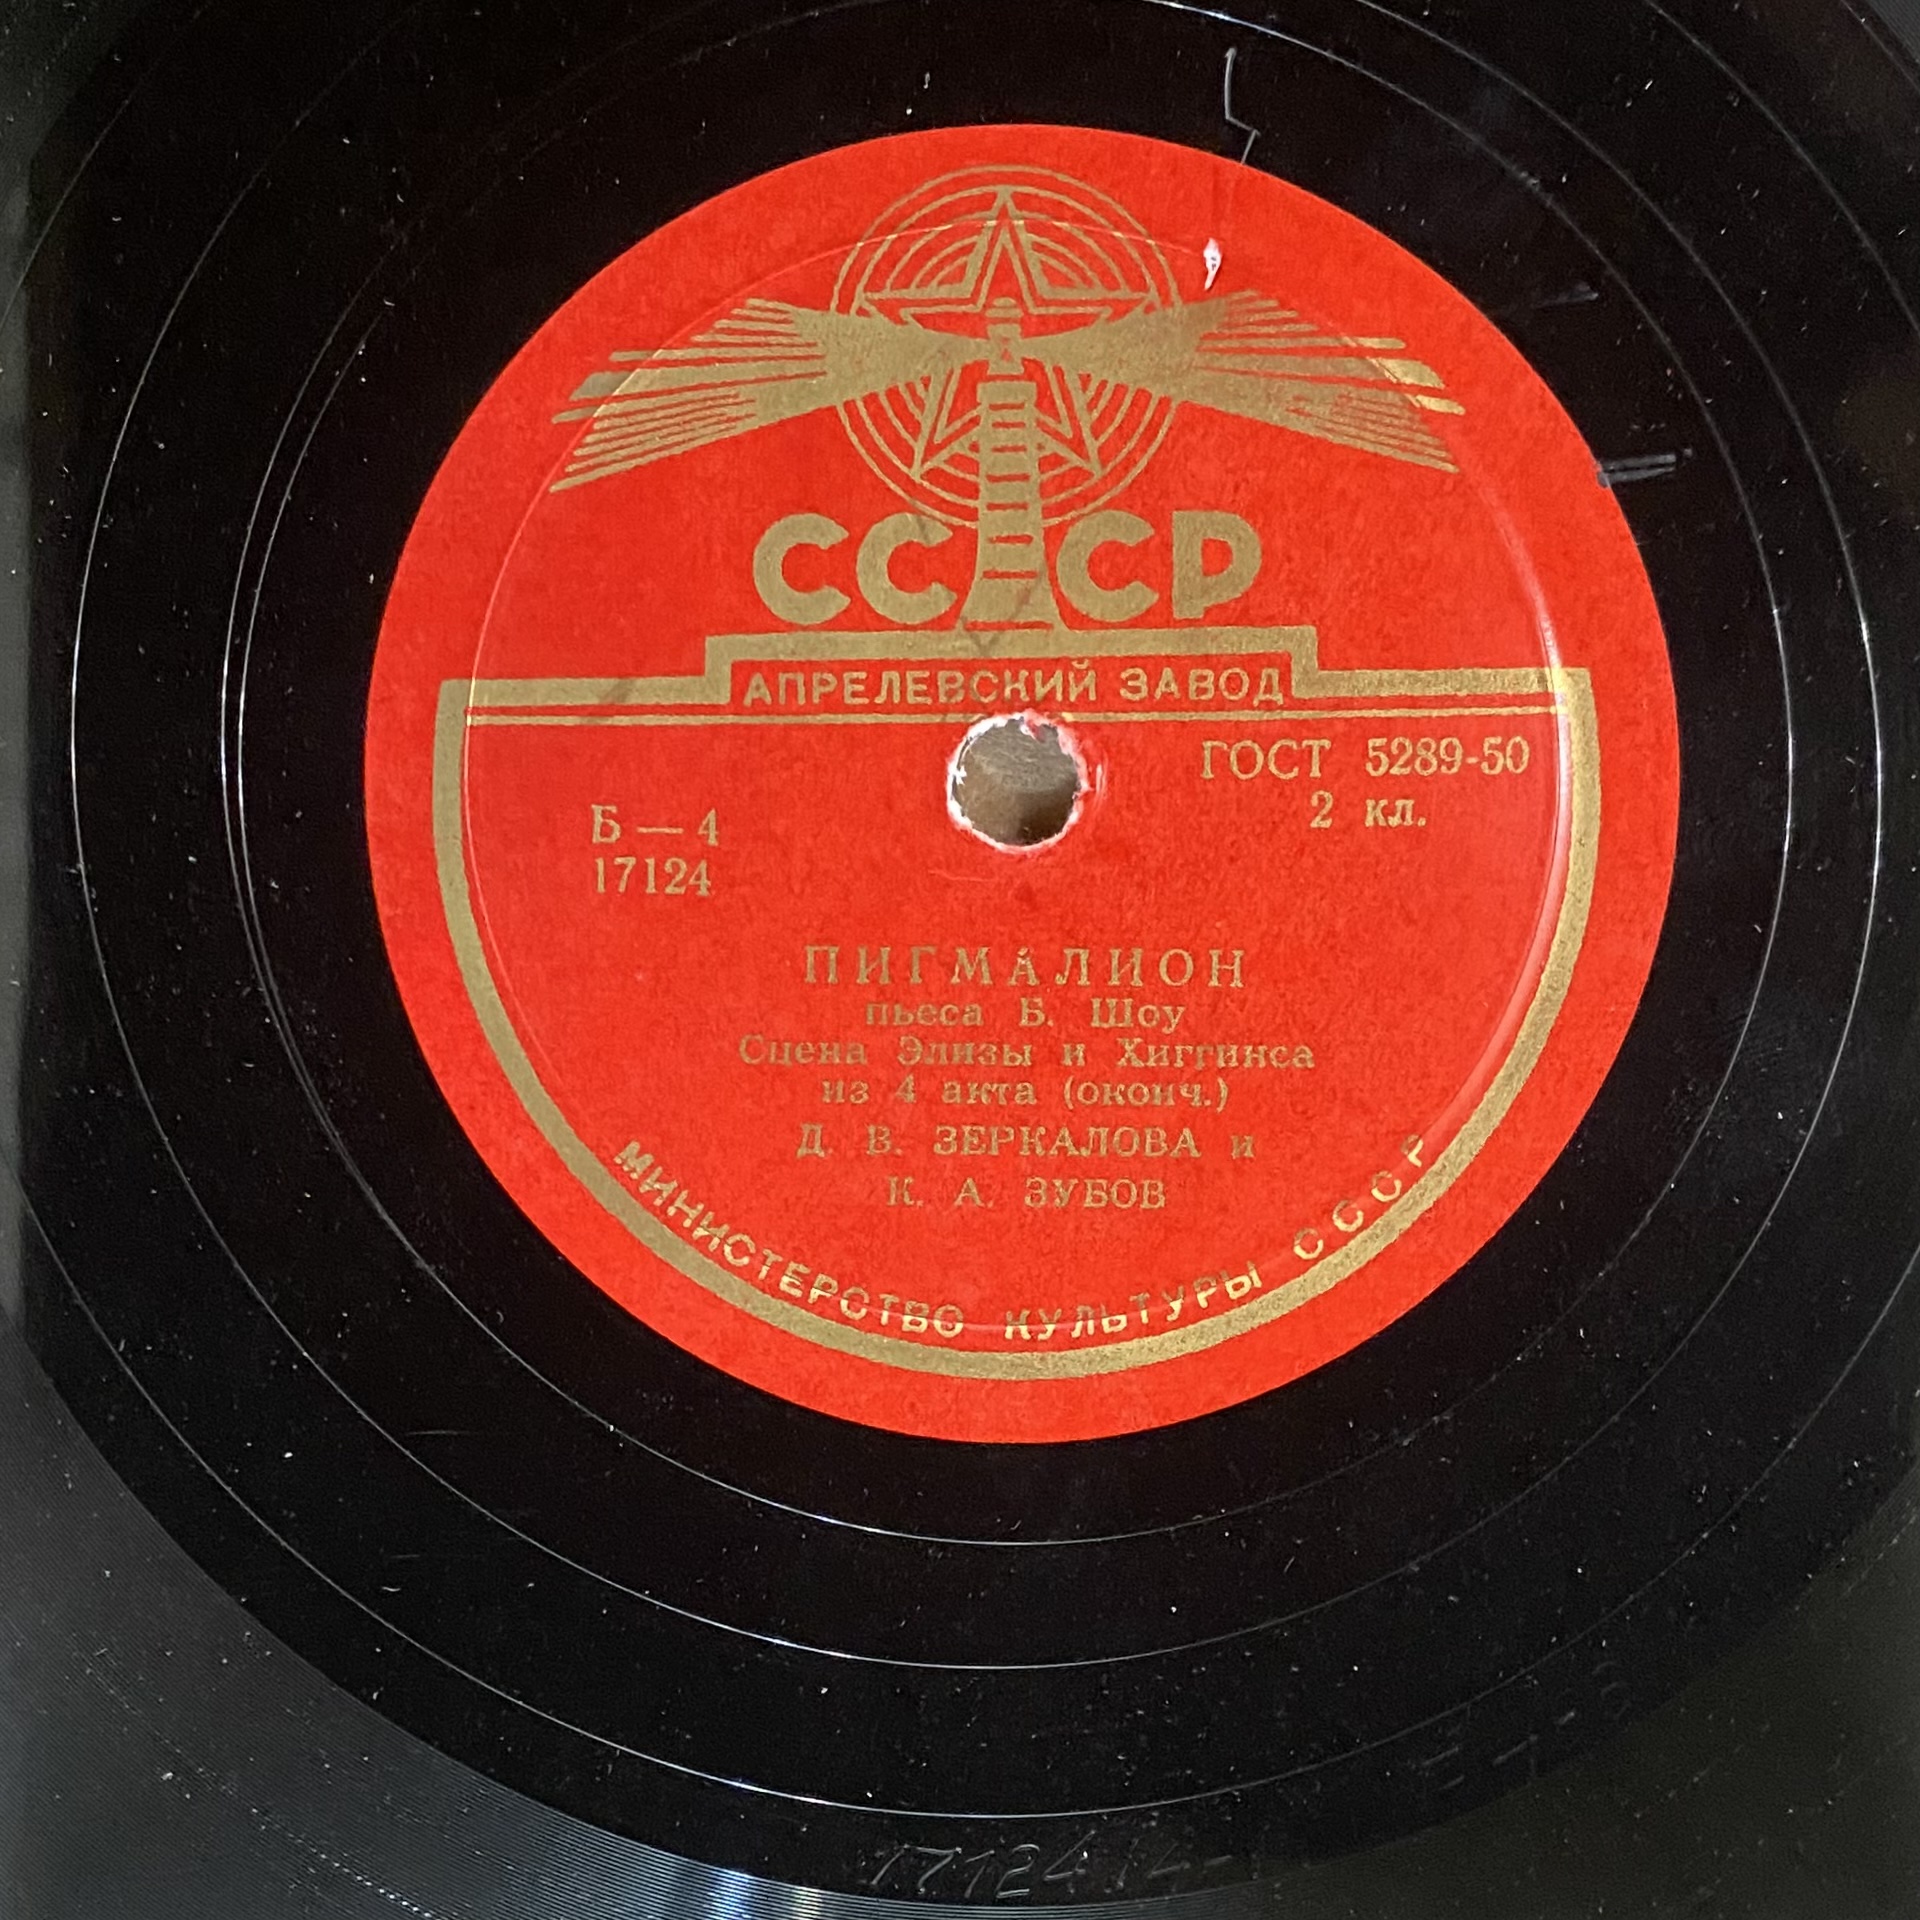 СССР
АПРЕЛЕВСКИЙ ЗАВОД
ГОСТ 5289-50
2 кл.
Б — 4
17124
ПИГМАЛИОН
пьеса Б. Шоу
Сцена Элизы и Хиггинса
из 4 акта (оконч.)
Д. В. ЗЕРКАЛОВА и
К. А. ЗУБОВ
МИНИСТЕРСТВО КУЛЬТУРЫ СССР
17124